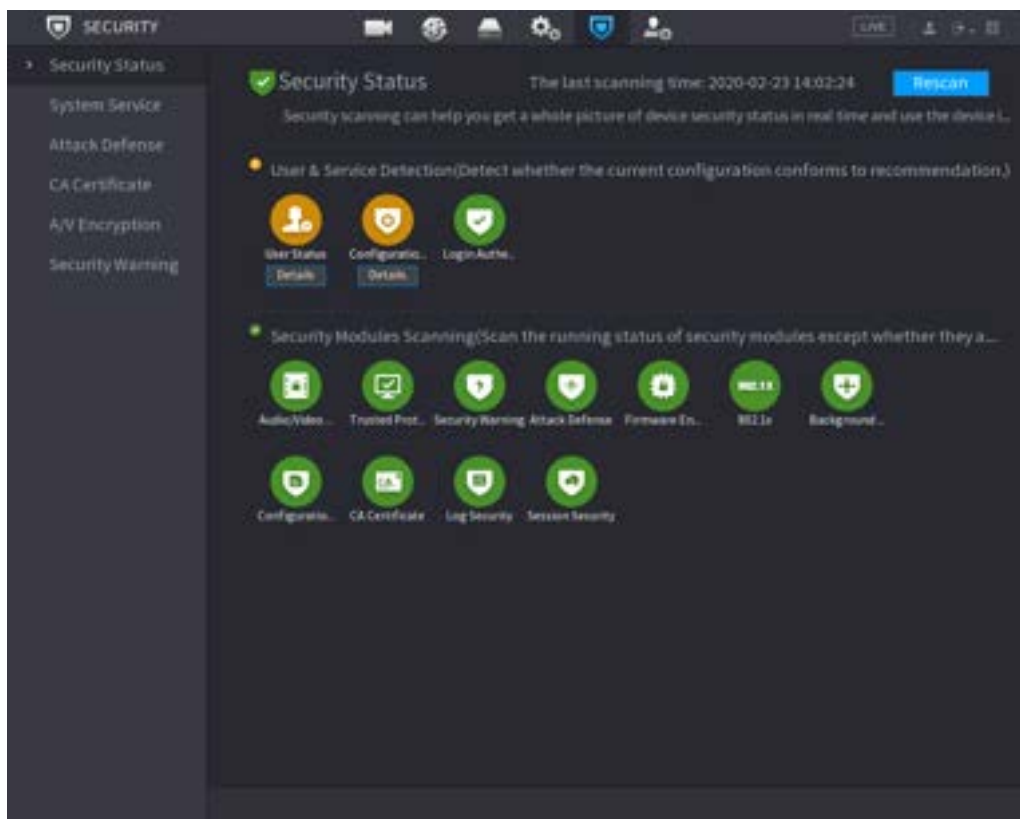 SECURITY
LIVE
Security Status
System Service
Attack Defense
CA Certificate
A/V Encryption
Security Warning
Security Status
The last scanning time: 2020-02-23 14:02:24
Rescan
Security scanning can help you get a whole picture of device security status in real time and use the device i...
User & Service Detection(Detect whether the current configuration conforms to recommendation.)
User Status Configuratio... Login Authe...
Details Details
Security Modules Scanning(Scan the running status of security modules except whether they a...
802.1X
Audio/Video... Trusted Prot... Security Warning Attack Defense Firmware En... 802.1x Background...
CA
Configuratio... CA Certificate Log Security Session Security